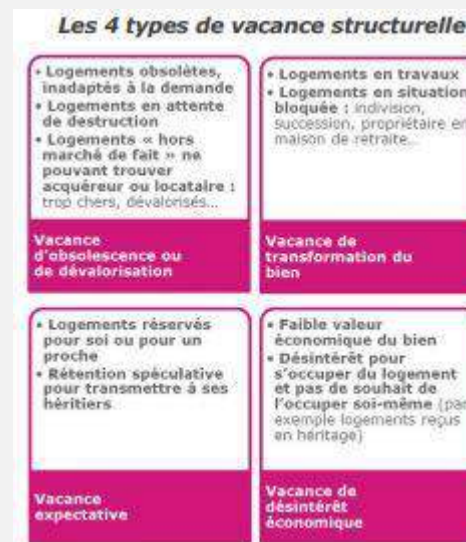 Les 4 types de vacance structurelle
• Logements obsolètes,
inadaptés à la demande
• Logements en attente
de destruction
• Logements « hors
marché de fait » ne
pouvant trouver
acquéreur ou locataire :
trop chers, dévalorisés...
Vacance
d'obsolescence ou
de dévalorisation
• Logements en travaux
• Logements en situation
bloquée : indivision,
succession, propriétaire en
maison de retraite...
Vacance de
transformation du
bien
• Logements réservés
pour soi ou pour un
proche
• Rétention spéculative
pour transmettre à ses
héritiers
Vacance
expectative
• Faible valeur
économique du bien
• Désintérêt pour
s'occuper du logement
et pas de souhait de
l'occuper soi-même (par
exemple logements reçus
en héritage)
Vacance de
désintérêt
économique